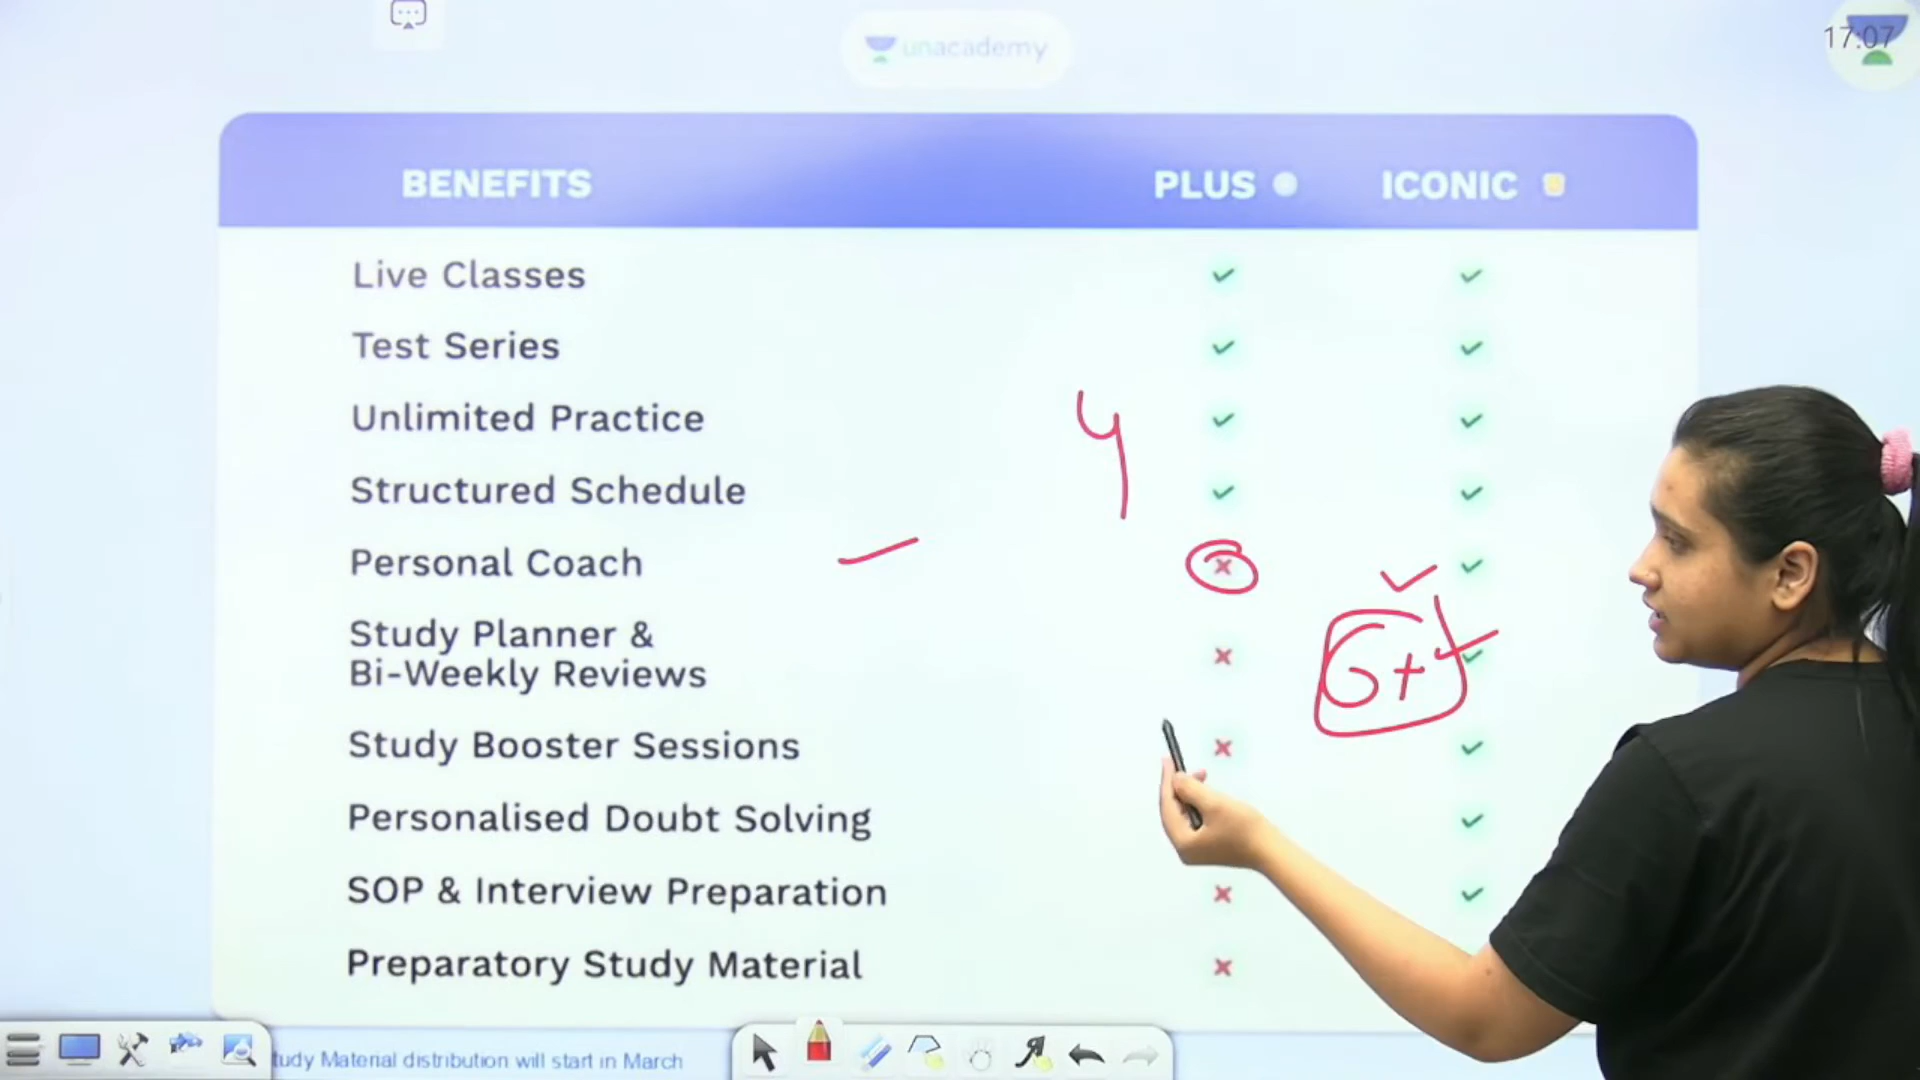 unacademy
17:07
BENEFITS PLUS ICONIC
Live Classes
Test Series
Unlimited Practice
4
Structured Schedule
Personal Coach
Study Planner &
Bi-Weekly Reviews
6+
Study Booster Sessions
Personalised Doubt Solving
SOP & Interview Preparation
Preparatory Study Material
tudy Material distribution will start in March